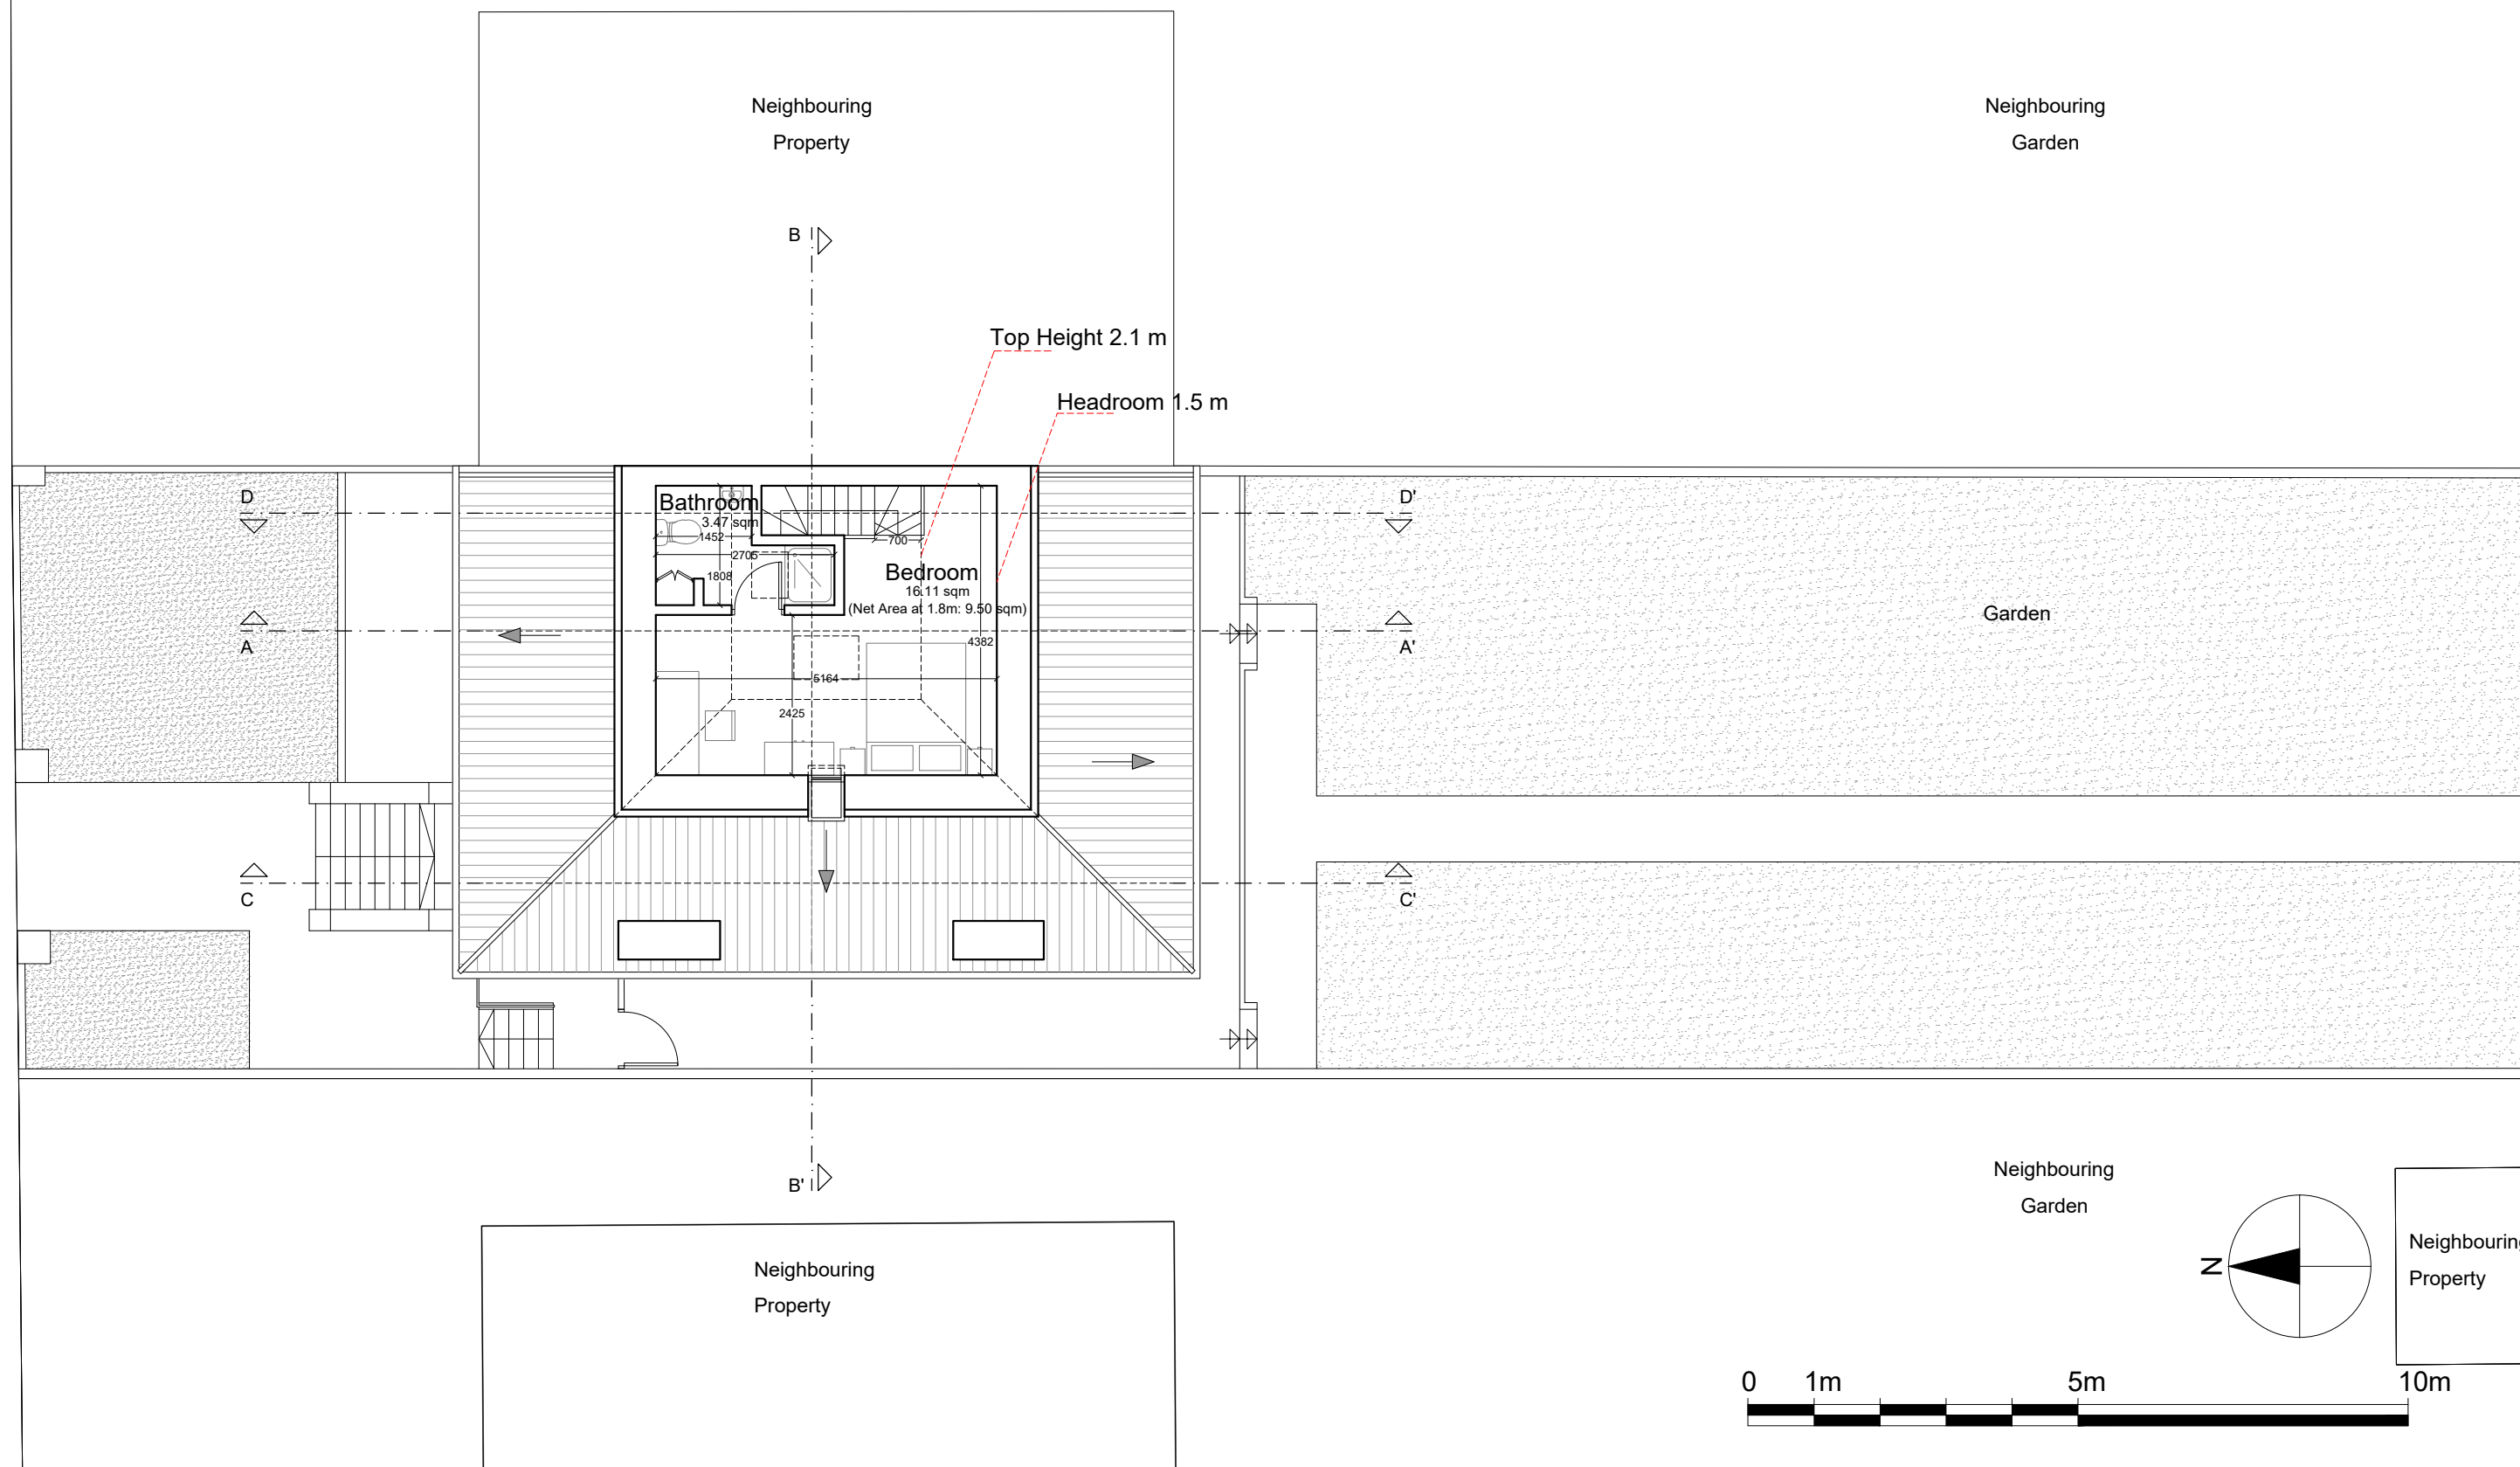 Neighbouring
Property
Neighbouring
Garden
B
Top Height 2.1 m
Headroom 1.5 m
D
D'
Bathroom
3.47 sqm
1452
700
2705
1808
Bedroom
16.11 sqm
(Net Area at 1.8m: 9.50 sqm)
Garden
A
A'
4382
5164
2425
C
C'
B'
Neighbouring
Garden
Neighbouring
Property
N
Neighbouring
Property
0 1m 5m 10m